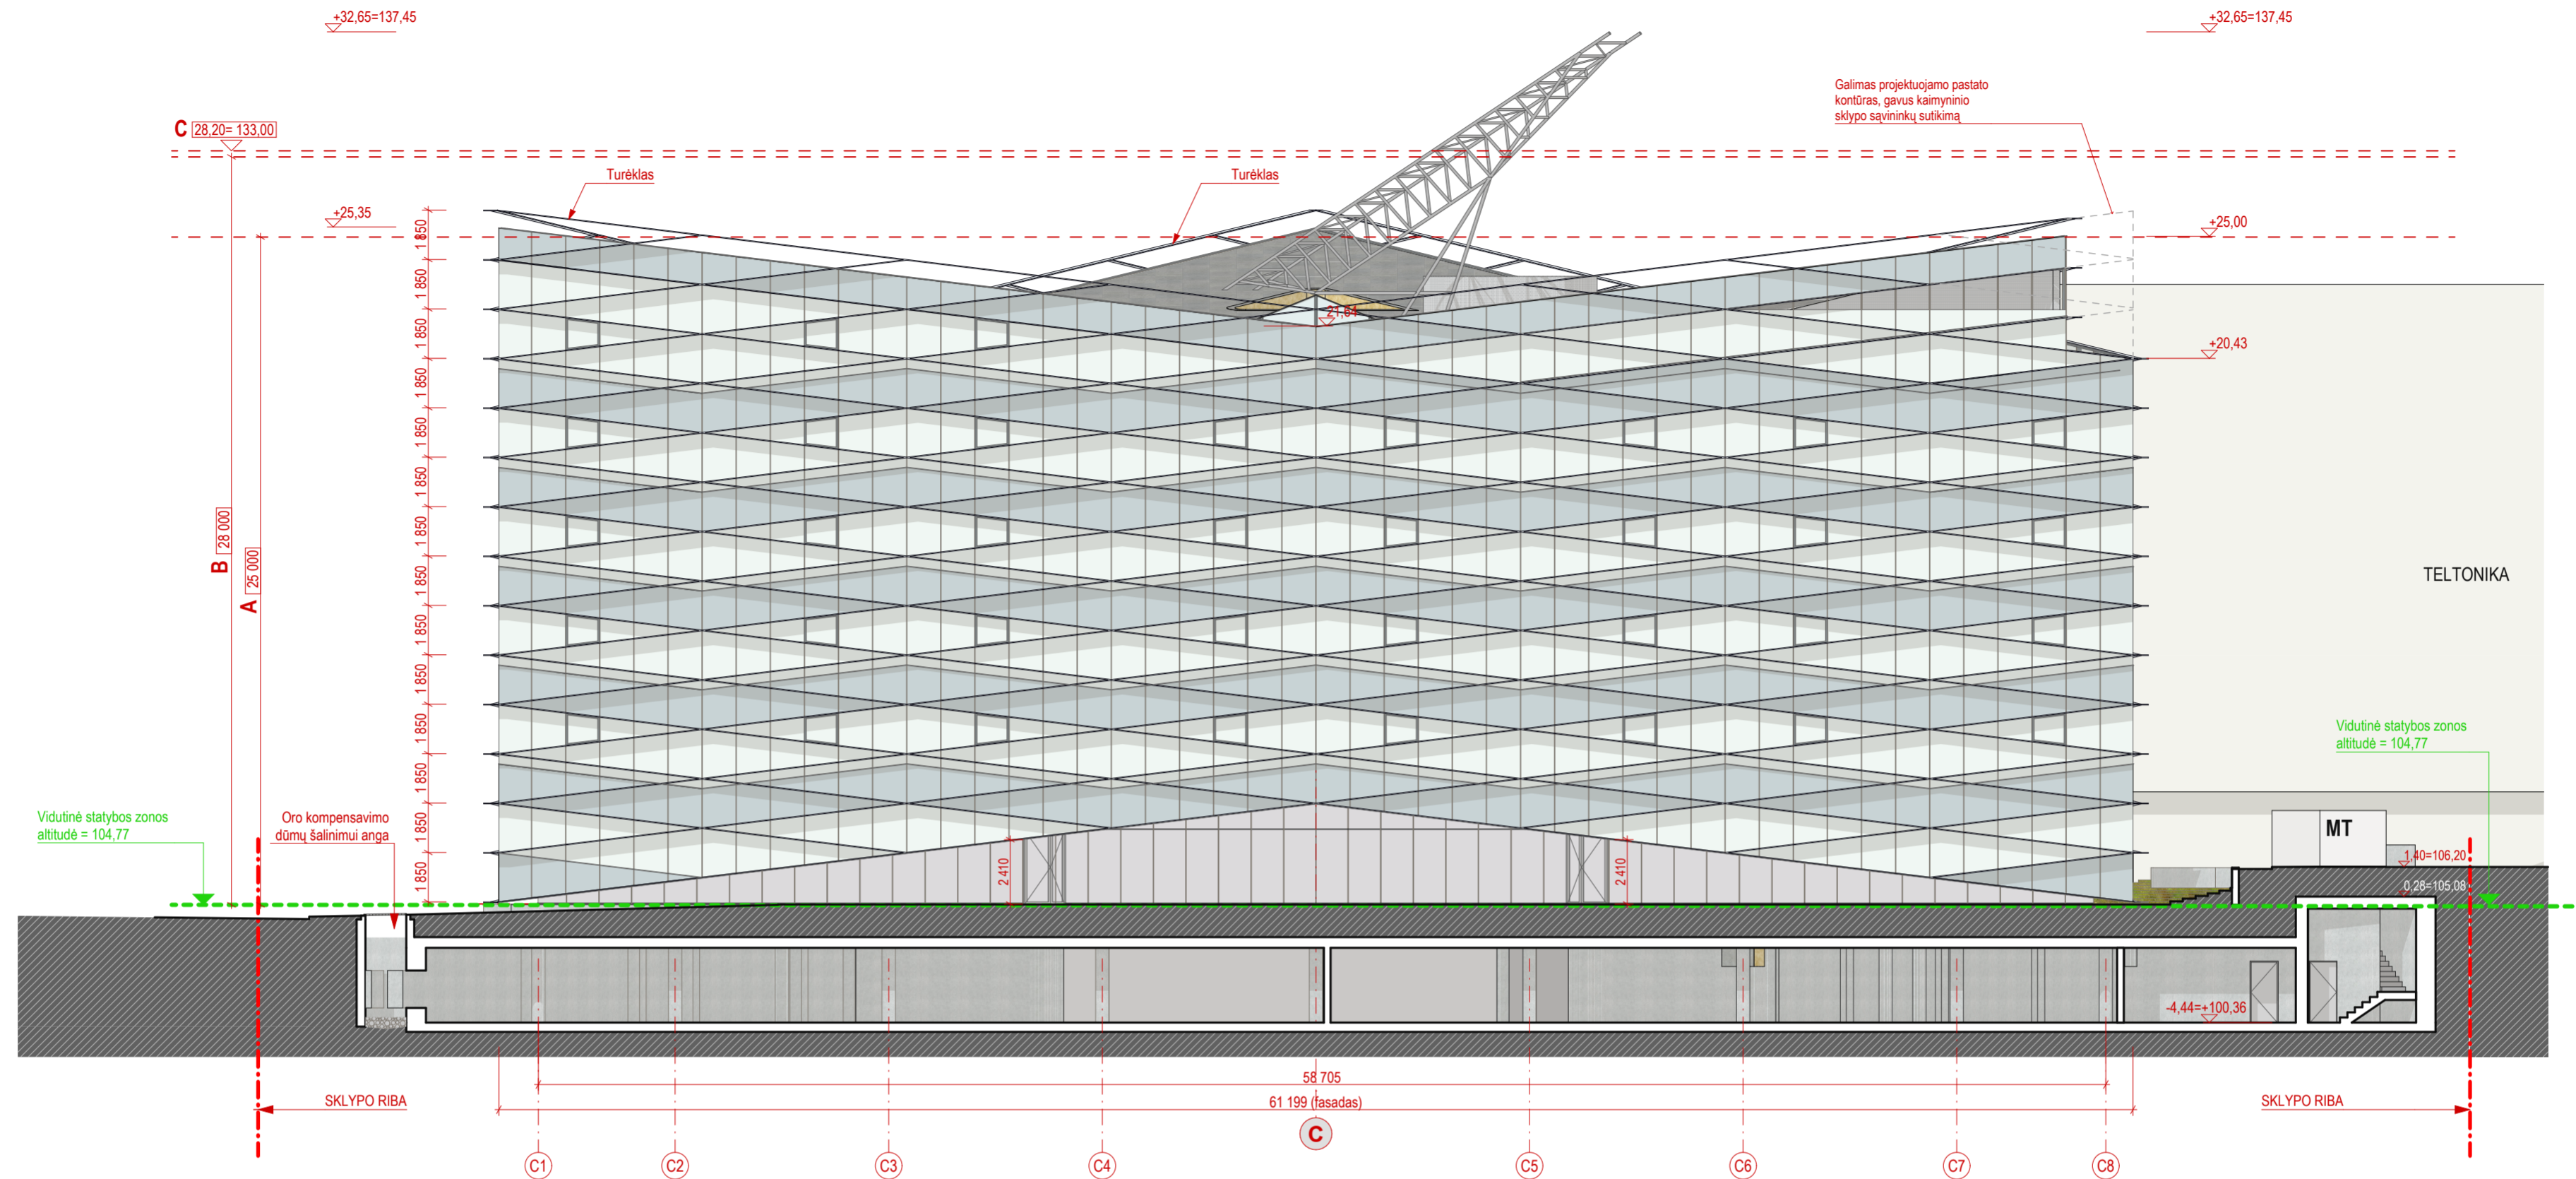 +32,65=137,45
+32,65=137,45
Galimas projektuojamo pastato
kontūras, gavus kaimyninio
sklypo savininkų sutikimą
C 28,20= 133,00
Turėklas
Turėklas
+25,35
+25,00
21,64
+20,43
1 850
1 850
1 850
1 850
1 850
1 850
1 850
1 850
1 850
1 850
1 850
1 850
1 850
1 850
B 28 000
A 25 000
TELTONIKA
Vidutinė statybos zonos
altitudė = 104,77
Vidutinė statybos zonos
altitudė = 104,77
Oro kompensavimo
dūmų šalinimui anga
MT
2 410
2 410
1,40=106,20
0,28=105,08
-4,44=+100,36
58 705
SKLYPO RIBA
61 199 (fasadas)
SKLYPO RIBA
C
C1
C2
C3
C4
C5
C6
C7
C8